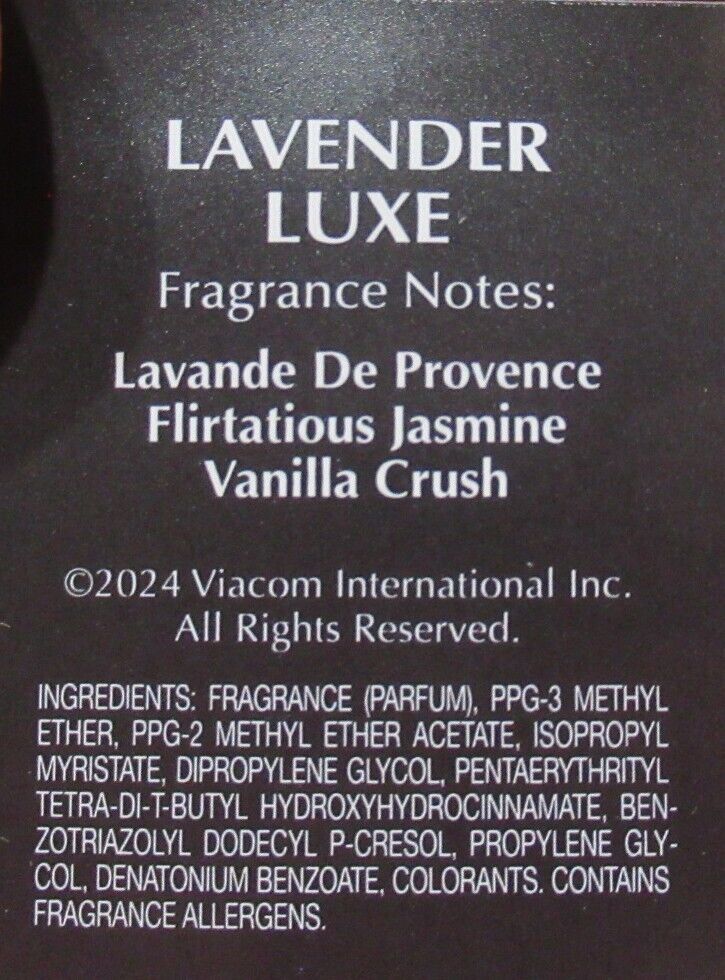 LAVENDER
LUXE
Fragrance Notes:
Lavande De Provence
Flirtatious Jasmine
Vanilla Crush
©2024 Viacom International Inc.
All Rights Reserved.
INGREDIENTS: FRAGRANCE (PARFUM), PPG-3 METHYL
ETHER, PPG-2 METHYL ETHER ACETATE, ISOPROPYL
MYRISTATE, DIPROPYLENE GLYCOL, PENTAERYTHRITYL
TETRA-DI-T-BUTYL HYDROXYHYDROCINNAMATE, BEN-
ZOTRIAZOLYL DODECYL P-CRESOL, PROPYLENE GLY-
COL, DENATONIUM BENZOATE, COLORANTS. CONTAINS
FRAGRANCE ALLERGENS.